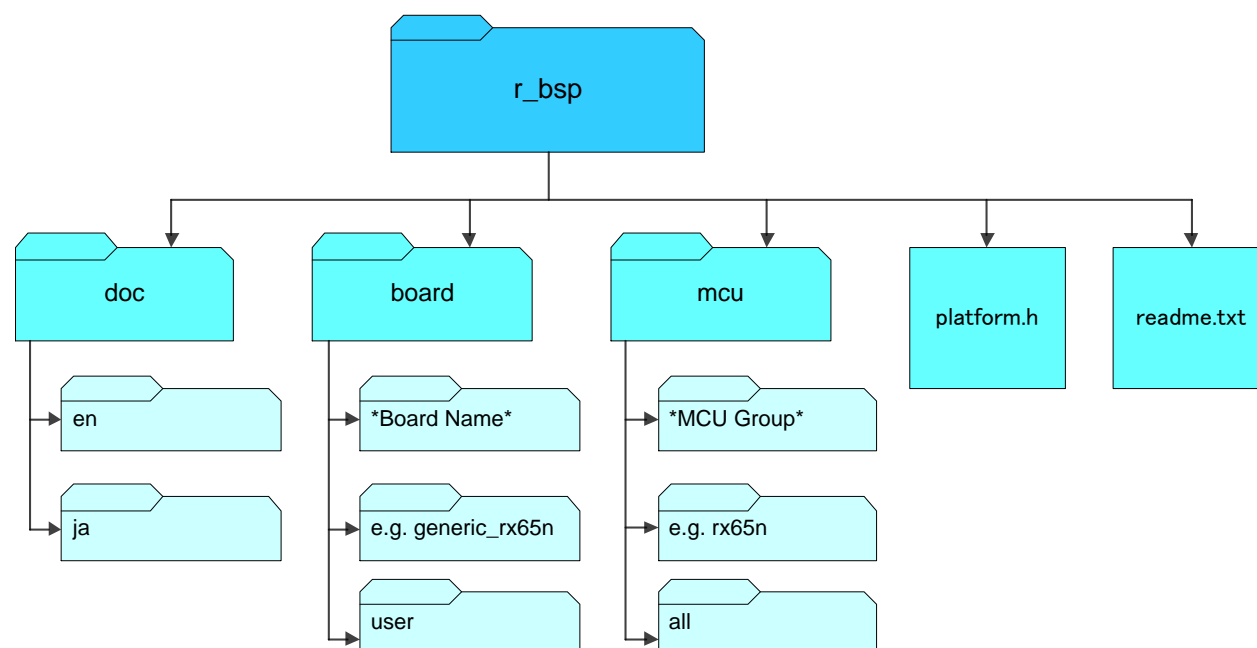 r_bsp
doc
board
mcu
platform.h
readme.txt
en
*Board Name*
*MCU Group*
ja
e.g. generic_rx65n
e.g. rx65n
user
all